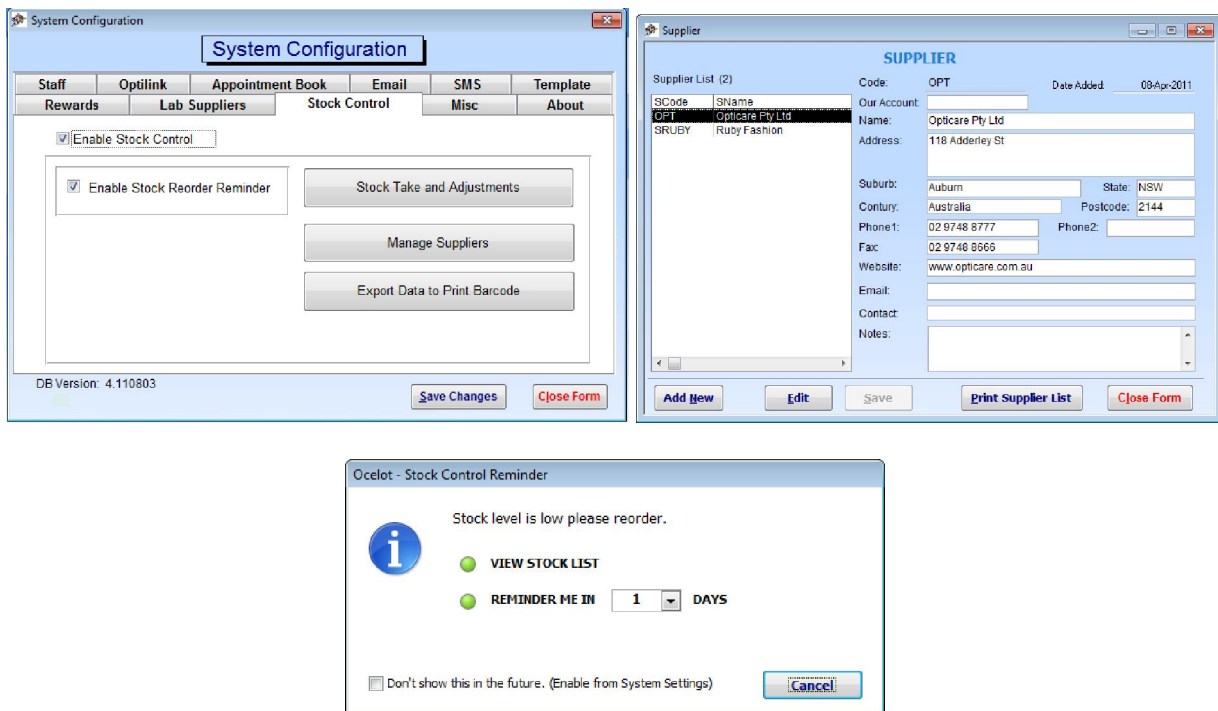 System Configuration
System Configuration
Staff Optilink Appointment Book Email SMS Template
Rewards Lab Suppliers Stock Control Misc About
Enable Stock Control
Enable Stock Reorder Reminder
Stock Take and Adjustments
Manage Suppliers
Export Data to Print Barcode
DB Version: 4.110803
Save Changes
Close Form
Supplier
SUPPLIER
Supplier List (2)
SCode SName
OPT Opticare Pty Ltd
SRUBY Ruby Fashion
Code: OPT Date Added: 08-Apr-2011
Our Account:
Name: Opticare Pty Ltd
Address: 118 Adderley St
Suburb: Auburn State: NSW
Contury: Australia Postcode: 2144
Phone1: 02 9748 8777 Phone2:
Fax: 02 9748 8666
Website: www.opticare.com.au
Email:
Contact:
Notes:
Add New Edit Save Print Supplier List Close Form
Ocelot - Stock Control Reminder
Stock level is low please reorder.
VIEW STOCK LIST
REMINDER ME IN 1 DAYS
Don't show this in the future. (Enable from System Settings)
Cancel